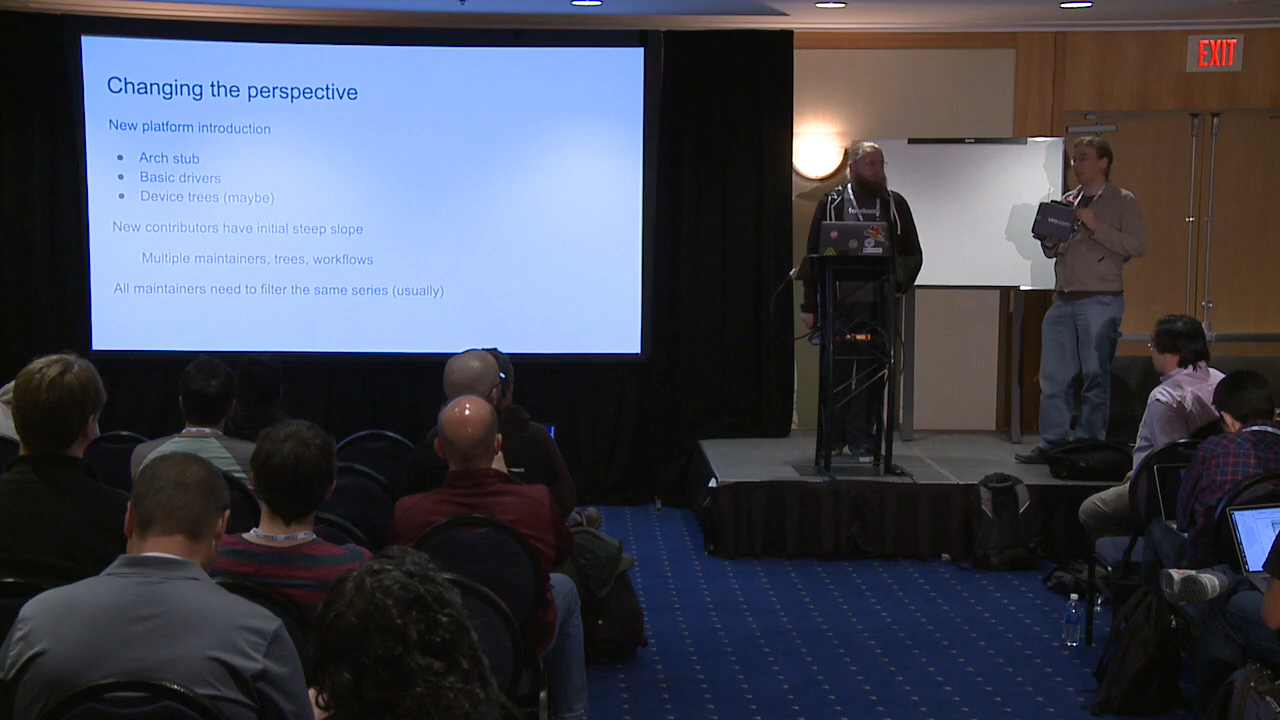 Changing the perspective
New platform introduction
● Arch stub
● Basic drivers
● Device trees (maybe)
New contributors have initial steep slope
Multiple maintainers, trees, workflows
All maintainers need to filter the same series (usually)
EXIT